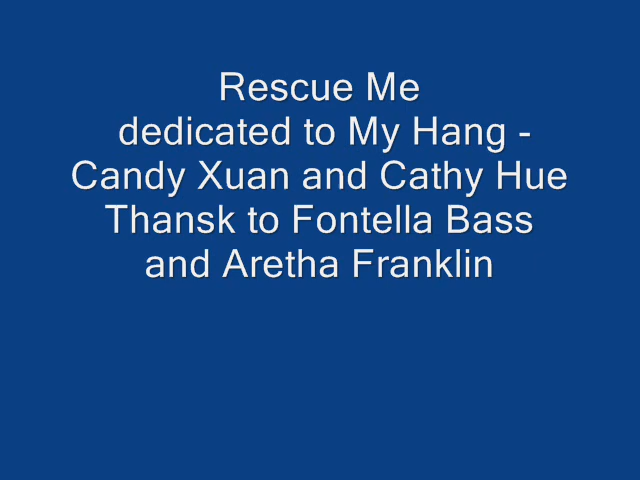 Rescue Me
dedicated to My Hang -
Candy Xuan and Cathy Hue
Thansk to Fontella Bass
and Aretha Franklin